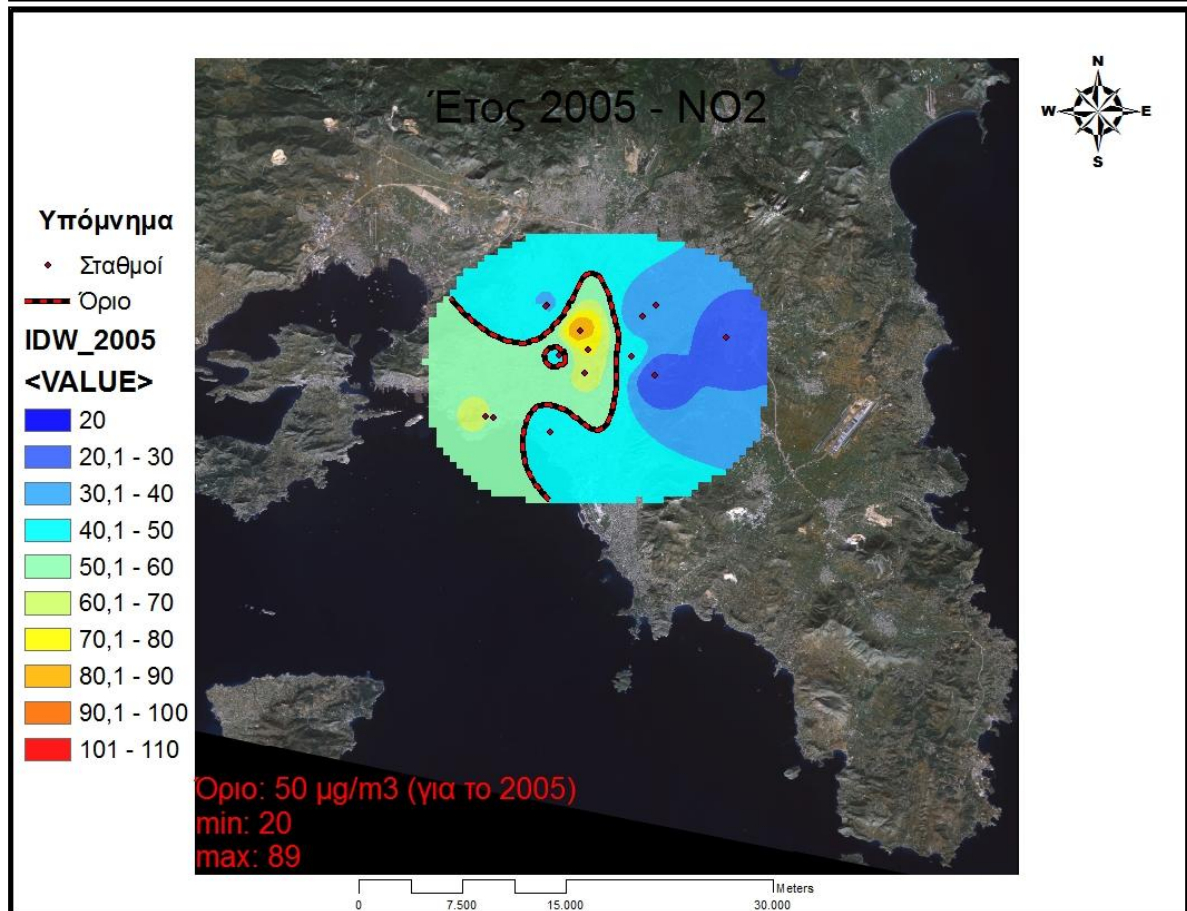 Έτος 2005 - NO2
N
W E
S
Υπόμνημα
Σταθμοί
Όριο
IDW_2005
<VALUE>
20
20,1 - 30
30,1 - 40
40,1 - 50
50,1 - 60
60,1 - 70
70,1 - 80
80,1 - 90
90,1 - 100
101 - 110
Όριο: 50 μg/m3 (για το 2005)
min: 20
max: 89
Meters
0 7.500 15.000 30.000